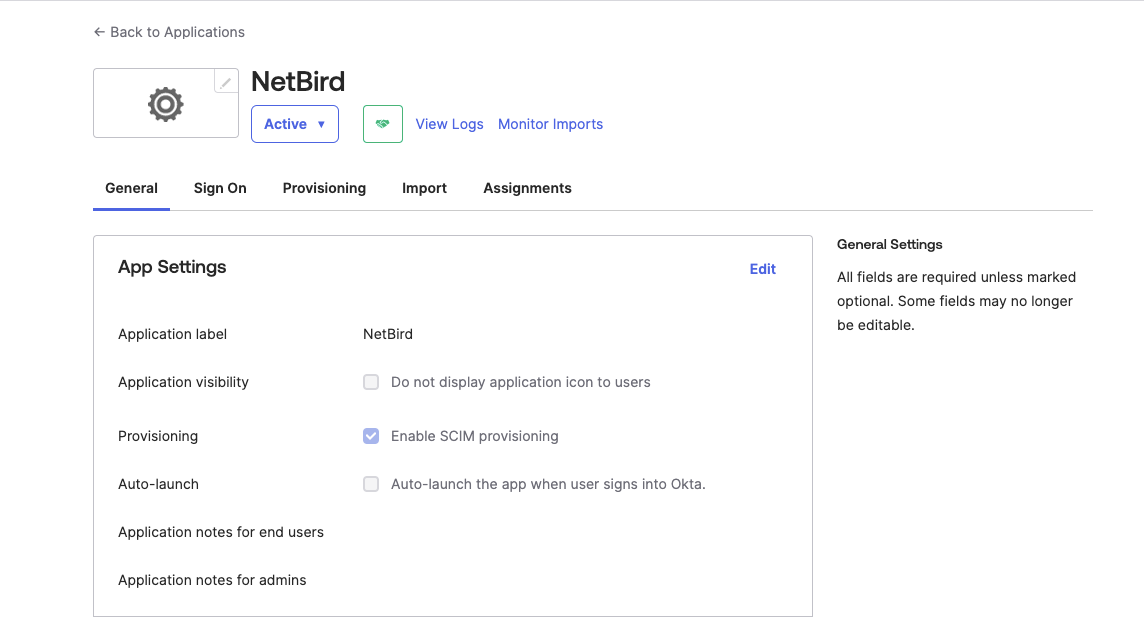 ← Back to Applications
NetBird
Active ▼
View Logs
Monitor Imports
General
Sign On
Provisioning
Import
Assignments
App Settings
Edit
Application label
NetBird
Application visibility
Do not display application icon to users
Provisioning
Enable SCIM provisioning
Auto-launch
Auto-launch the app when user signs into Okta.
Application notes for end users
Application notes for admins
General Settings
All fields are required unless marked
optional. Some fields may no longer
be editable.